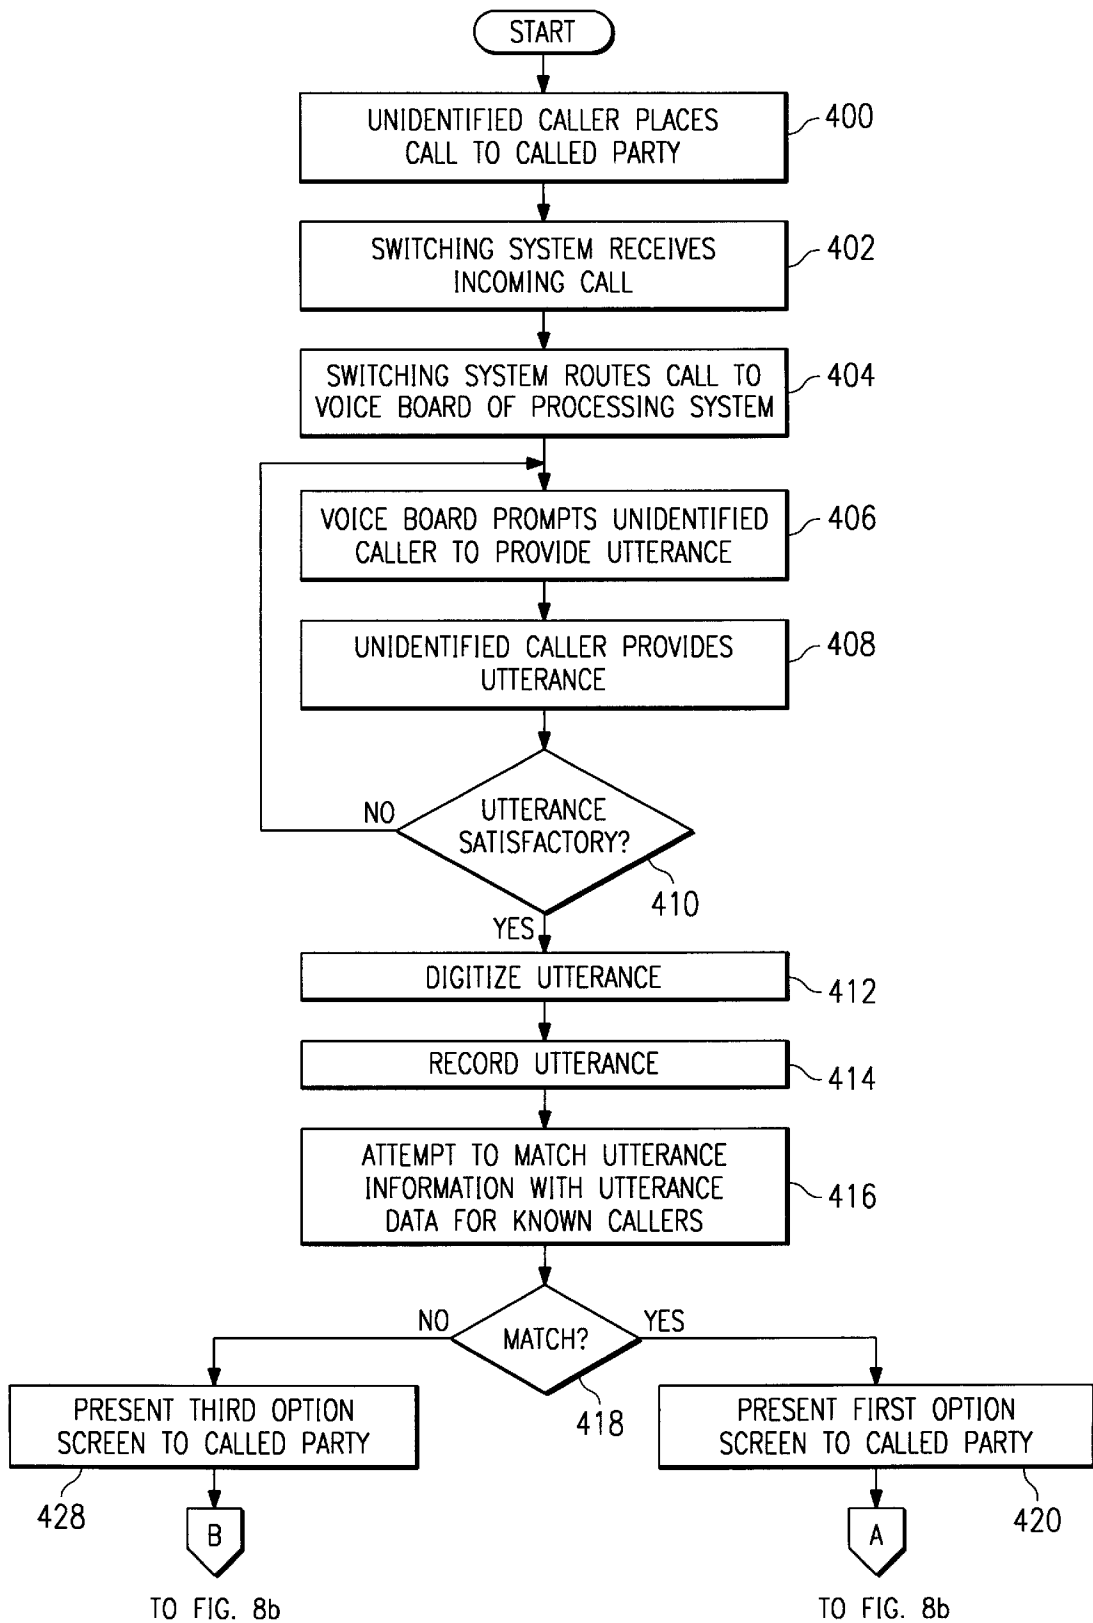 START
UNIDENTIFIED CALLER PLACES
CALL TO CALLED PARTY
400
SWITCHING SYSTEM RECEIVES
INCOMING CALL
402
SWITCHING SYSTEM ROUTES CALL TO
VOICE BOARD OF PROCESSING SYSTEM
404
VOICE BOARD PROMPTS UNIDENTIFIED
CALLER TO PROVIDE UTTERANCE
406
UNIDENTIFIED CALLER PROVIDES
UTTERANCE
408
UTTERANCE
SATISFACTORY?
NO
410
YES
DIGITIZE UTTERANCE
412
RECORD UTTERANCE
414
ATTEMPT TO MATCH UTTERANCE
INFORMATION WITH UTTERANCE
DATA FOR KNOWN CALLERS
416
NO
MATCH?
YES
418
PRESENT THIRD OPTION
SCREEN TO CALLED PARTY
428
B
TO FIG. 8b
PRESENT FIRST OPTION
SCREEN TO CALLED PARTY
420
A
TO FIG. 8b